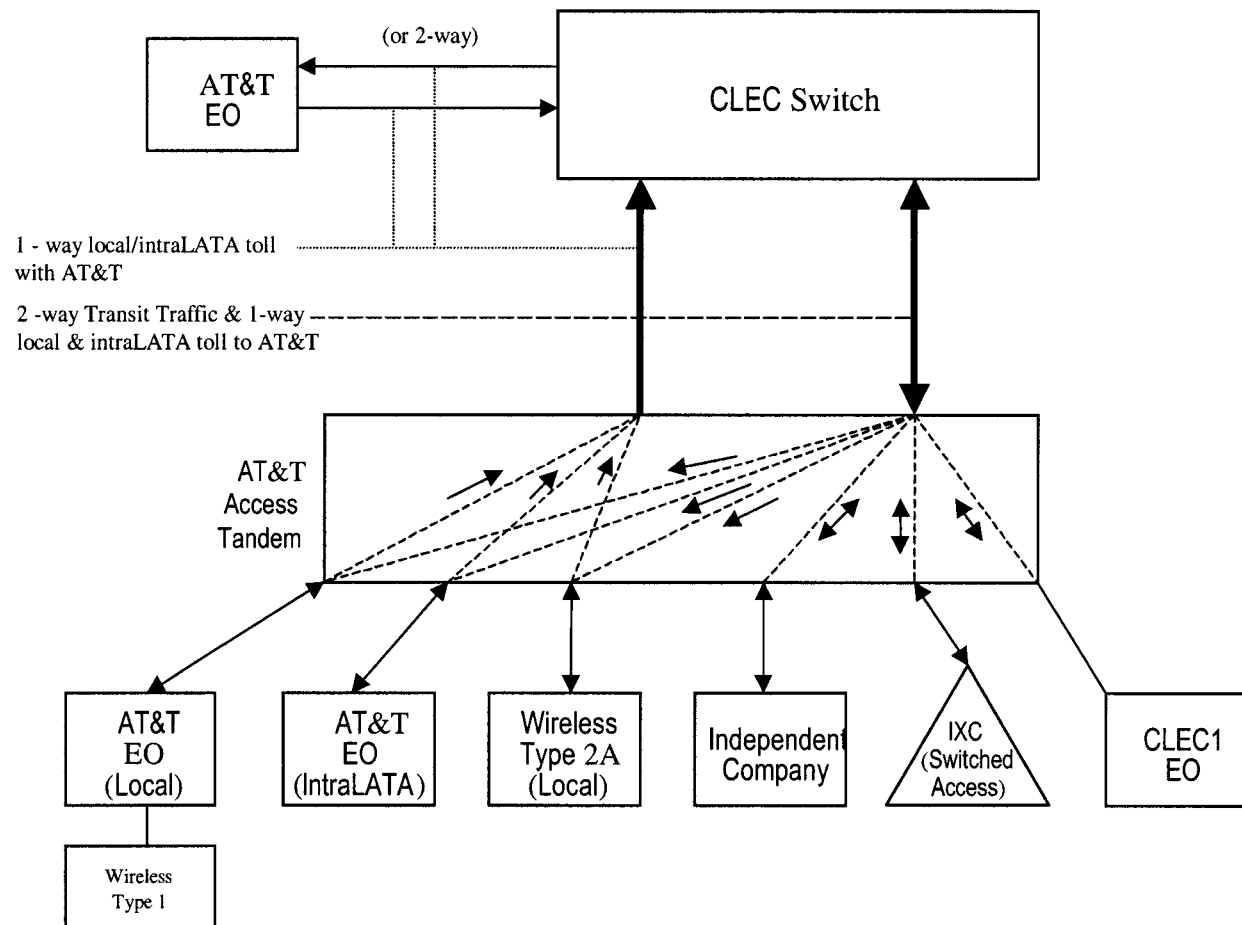 (or 2-way)
AT&T
EO
CLEC Switch
1 - way local/intraLATA toll
with AT&T
2 -way Transit Traffic & 1-way
local & intraLATA toll to AT&T
AT&T
Access
Tandem
AT&T
EO
(Local)
AT&T
EO
(IntraLATA)
Wireless
Type 2A
(Local)
Independent
Company
IXC
(Switched
Access)
CLEC1
EO
Wireless
Type 1